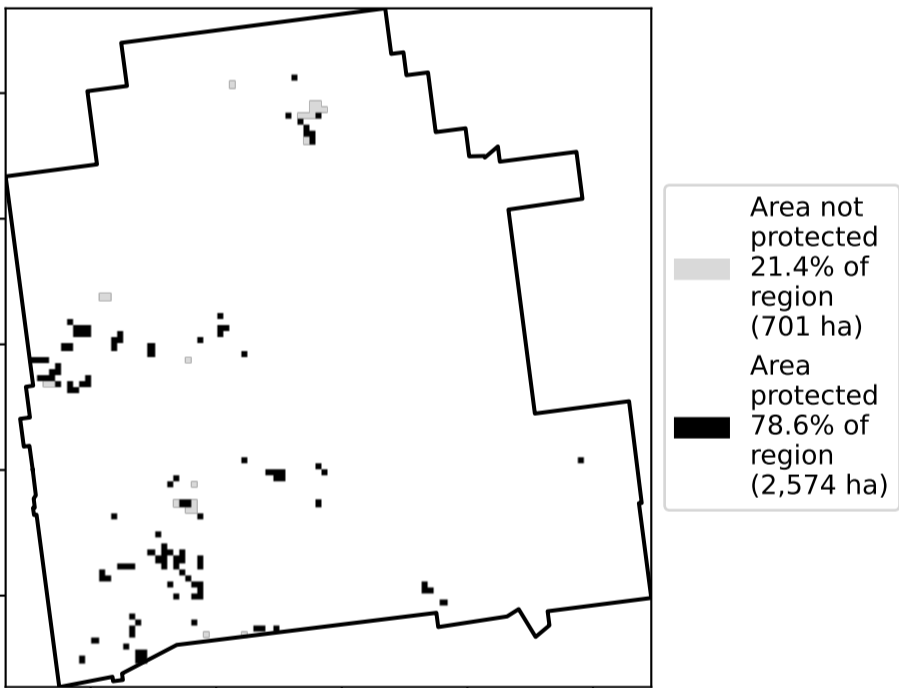 Area not
protected
21.4% of
region
(701 ha)
Area
protected
78.6% of
region
(2,574 ha)